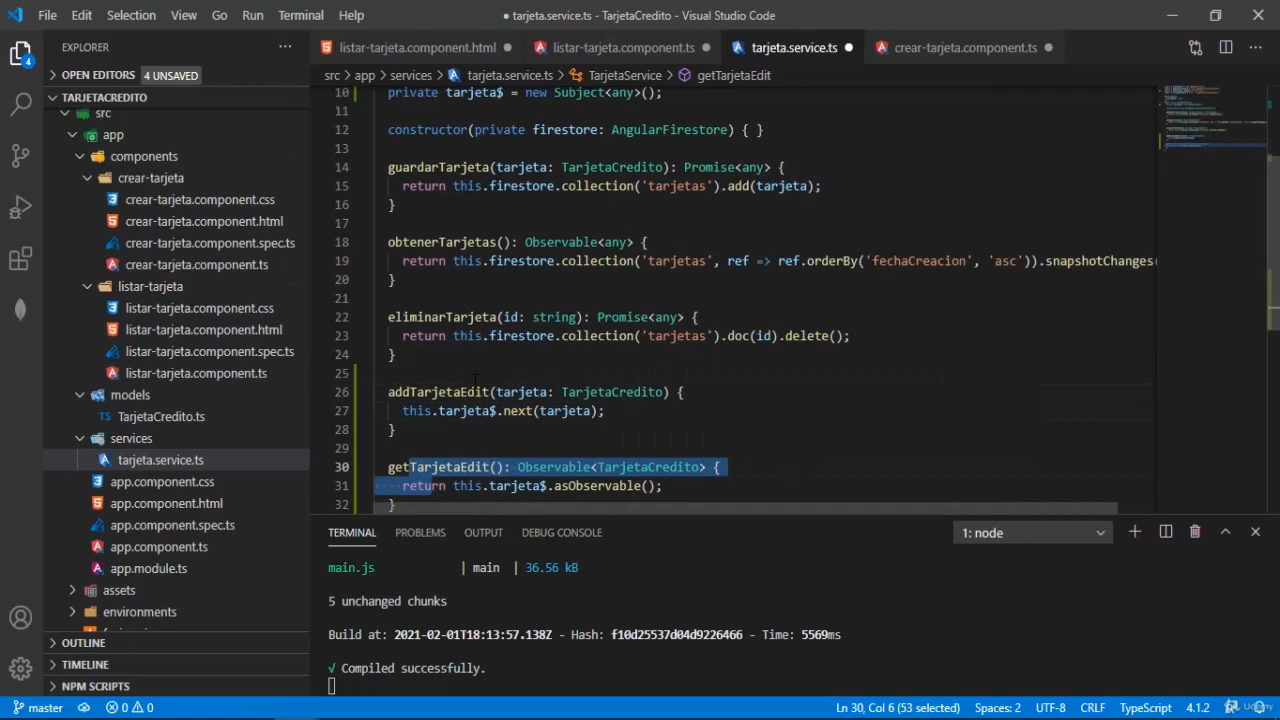 File Edit Selection View Go Run Terminal Help
● tarjeta.service.ts - TarjetaCredito - Visual Studio Code
EXPLORER
listar-tarjeta.component.html
listar-tarjeta.component.ts
tarjeta.service.ts
crear-tarjeta.component.ts
4
OPEN EDITORS 4 UNSAVED
src > app > services > tarjeta.service.ts > TarjetaService > getTarjetaEdit
TARJETACREDITO
src
app
components
crear-tarjeta
crear-tarjeta.component.css
crear-tarjeta.component.html
crear-tarjeta.component.spec.ts
crear-tarjeta.component.ts
listar-tarjeta
listar-tarjeta.component.css
listar-tarjeta.component.html
listar-tarjeta.component.spec.ts
listar-tarjeta.component.ts
models
TarjetaCredito.ts
services
tarjeta.service.ts
app.component.css
app.component.html
app.component.spec.ts
app.component.ts
app.module.ts
assets
environments
OUTLINE
TIMELINE
NPM SCRIPTS
10 private tarjeta$ = new Subject<any>();
11
12 constructor(private firestore: AngularFirestore) { }
13
14 guardarTarjeta(tarjeta: TarjetaCredito): Promise<any> {
15 return this.firestore.collection('tarjetas').add(tarjeta);
16 }
17
18 obtenerTarjetas(): Observable<any> {
19 return this.firestore.collection('tarjetas', ref => ref.orderBy('fechaCreacion', 'asc')).snapshotChanges(
20 }
21
22 eliminarTarjeta(id: string): Promise<any> {
23 return this.firestore.collection('tarjetas').doc(id).delete();
24 }
25
26 addTarjetaEdit(tarjeta: TarjetaCredito) {
27 this.tarjeta$.next(tarjeta);
28 }
29
30 getTarjetaEdit(): Observable<TarjetaCredito> {
31 return this.tarjeta$.asObservable();
32 }
TERMINAL PROBLEMS OUTPUT DEBUG CONSOLE 1: node
main.js | main | 36.56 kB
5 unchanged chunks
Build at: 2021-02-01T18:13:57.138Z - Hash: f10d25537d04d9226466 - Time: 5569ms
√ Compiled successfully.
master 0 0 Ln 30, Col 6 (53 selected) Spaces: 2 UTF-8 CRLF TypeScript 4.1.2
Udemy